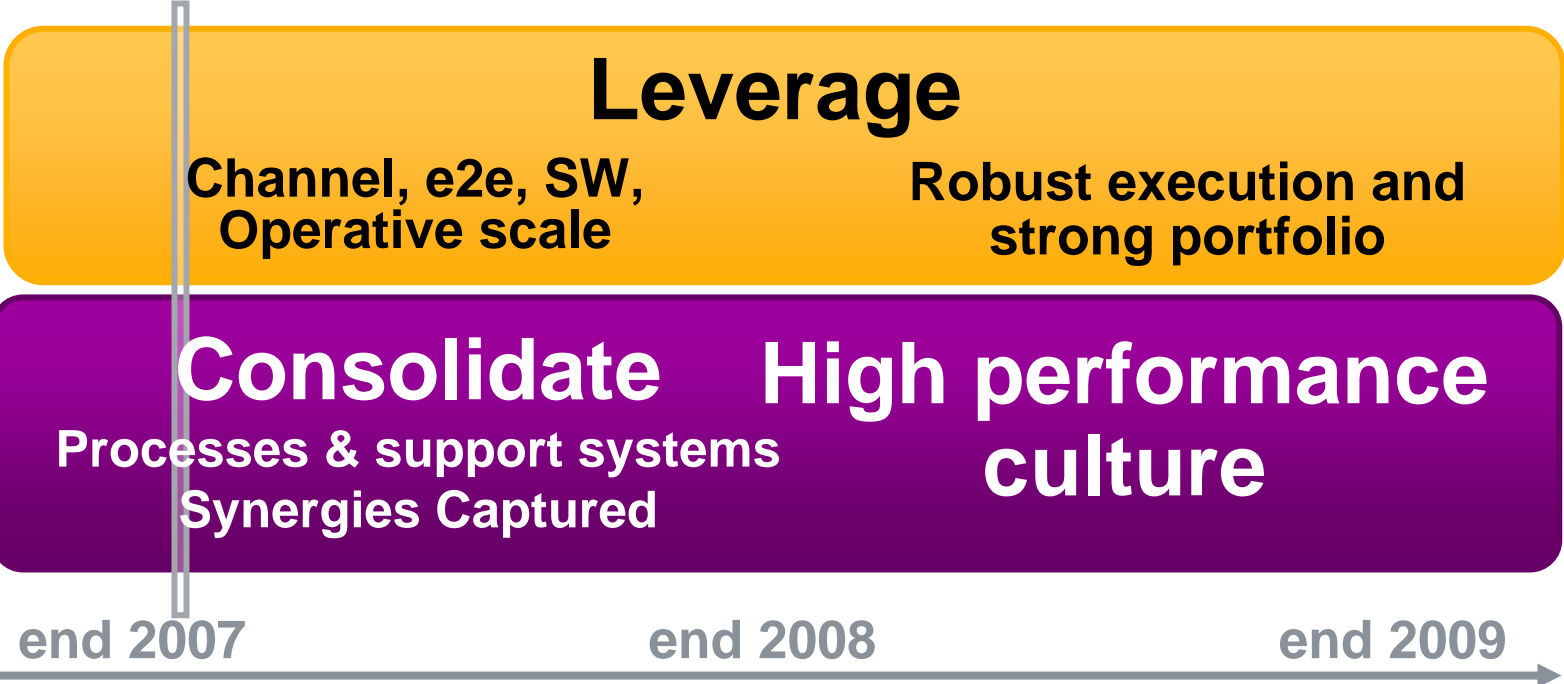 Leverage
Channel, e2e, SW,
Operative scale
Robust execution and
strong portfolio
Consolidate
Processes & support systems
Synergies Captured
High performance
culture
end 2007
end 2008
end 2009